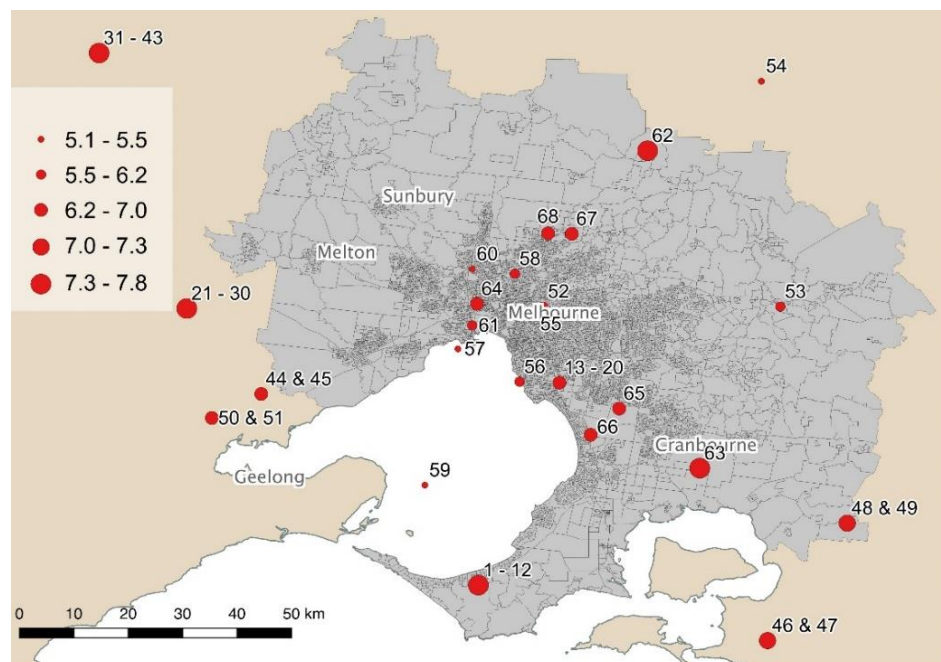 31 - 43
54
5.1 - 5.5
5.5 - 6.2
6.2 - 7.0
7.0 - 7.3
7.3 - 7.8
62
Sunbury
68
67
Melton
60
58
21 - 30
64
52
53
Melbourne
61
55
57
44 & 45
56
13 - 20
50 & 51
65
66
Cranbourne
63
Geelong
59
48 & 49
1 - 12
0 10 20 30 40 50 km
46 & 47